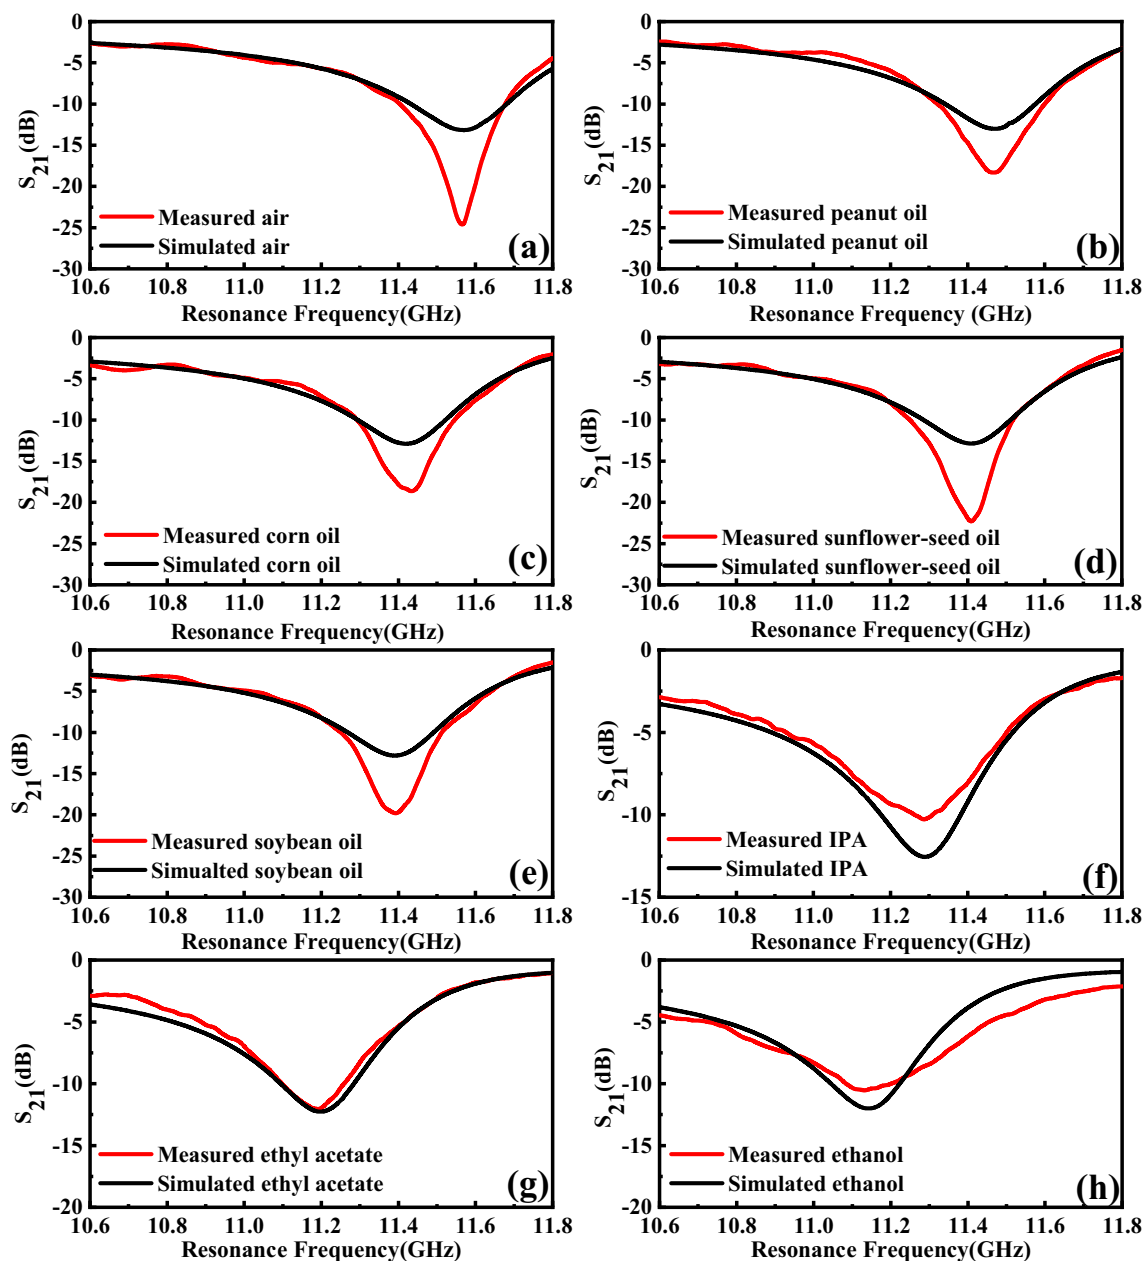 0
-5
-10
-15
-20
-25
-30
S21(dB)
Measured air
Simulated air
(a)
10.6 10.8 11.0 11.2 11.4 11.6 11.8
Resonance Frequency(GHz)
0
-5
-10
-15
-20
-25
-30
S21(dB)
Measured peanut oil
Simulated peanut oil
(b)
10.6 10.8 11.0 11.2 11.4 11.6 11.8
Resonance Frequency (GHz)
0
-5
-10
-15
-20
-25
-30
S21(dB)
Measured corn oil
Simulated corn oil
(c)
10.6 10.8 11.0 11.2 11.4 11.6 11.8
Resonance Frequency(GHz)
0
-5
-10
-15
-20
-25
-30
S21(dB)
Measured sunflower-seed oil
Simulated sunflower-seed oil
(d)
10.6 10.8 11.0 11.2 11.4 11.6 11.8
Resonance Frequency(GHz)
0
-5
-10
-15
-20
-25
-30
S21(dB)
Measured soybean oil
Simualted soybean oil
(e)
10.6 10.8 11.0 11.2 11.4 11.6 11.8
Resonance Frequency(GHz)
0
-5
-10
-15
S21(dB)
Measured IPA
Simulated IPA
(f)
10.6 10.8 11.0 11.2 11.4 11.6 11.8
Resonance Frequency(GHz)
0
-5
-10
-15
-20
S21(dB)
Measured ethyl acetate
Simulated ethyl acetate
(g)
10.6 10.8 11.0 11.2 11.4 11.6 11.8
Resonance Frequency(GHz)
0
-5
-10
-15
-20
S21(dB)
Measured ethanol
Simulated ethanol
(h)
10.6 10.8 11.0 11.2 11.4 11.6 11.8
Resonance Frequency(GHz)